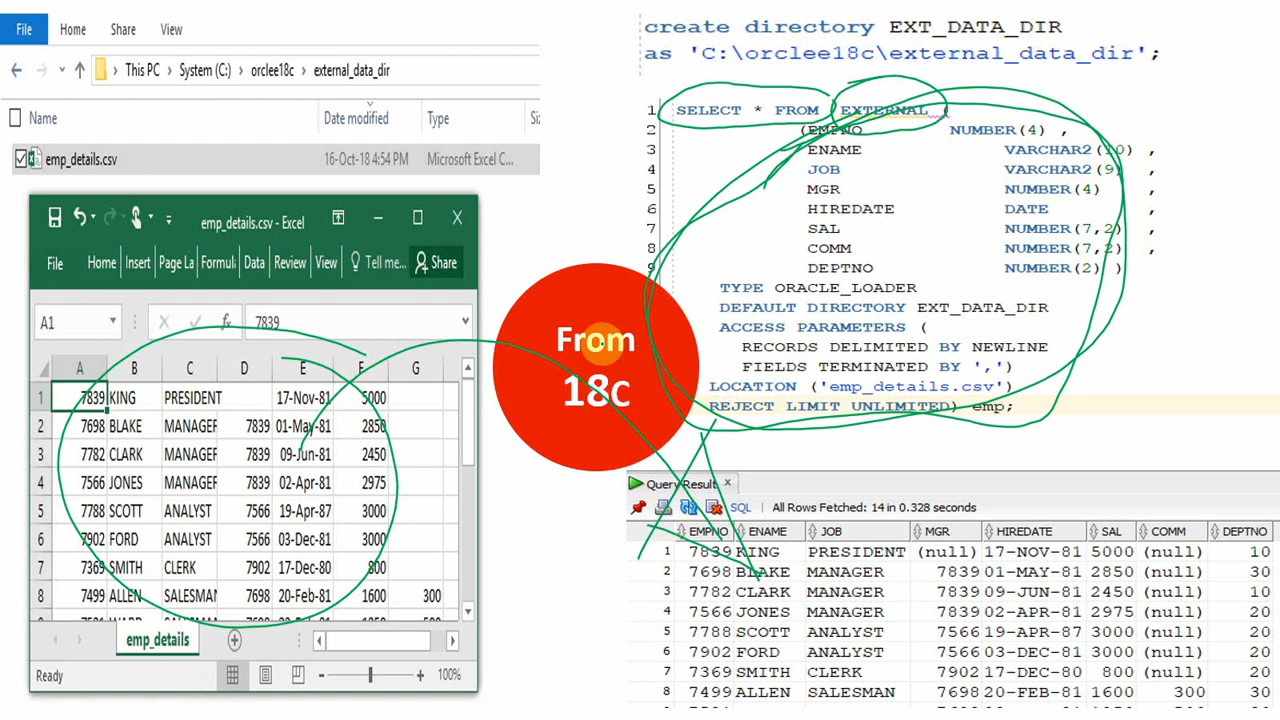 File Home Share View
This PC > System (C:) > orclee18c > external_data_dir
Name Date modified Type
emp_details.csv 16-Oct-18 4:54 PM Microsoft Excel C...
emp_details.csv - Excel
File Home Insert Page La Formul Data Review View Tell me... Share
A1 fx 7839
A B C D E F G
1 7839 KING PRESIDENT 17-Nov-81 5000
2 7698 BLAKE MANAGER 7839 01-May-81 2850
3 7782 CLARK MANAGER 7839 09-Jun-81 2450
4 7566 JONES MANAGER 7839 02-Apr-81 2975
5 7788 SCOTT ANALYST 7566 19-Apr-87 3000
6 7902 FORD ANALYST 7566 03-Dec-81 3000
7 7369 SMITH CLERK 7902 17-Dec-80 800
8 7499 ALLEN SALESMAN 7698 20-Feb-81 1600 300
emp_details
Ready 100%
From
18c
create directory EXT_DATA_DIR
as 'C:\orclee18c\external_data_dir';
1 SELECT * FROM EXTERNAL (
2 (EMPNO NUMBER(4) ,
3 ENAME VARCHAR2(10) ,
4 JOB VARCHAR2(9) ,
5 MGR NUMBER(4) ,
6 HIREDATE DATE ,
7 SAL NUMBER(7,2) ,
8 COMM NUMBER(7,2) ,
9 DEPTNO NUMBER(2) )
TYPE ORACLE_LOADER
DEFAULT DIRECTORY EXT_DATA_DIR
ACCESS PARAMETERS (
RECORDS DELIMITED BY NEWLINE
FIELDS TERMINATED BY ',')
LOCATION ('emp_details.csv')
REJECT LIMIT UNLIMITED) emp;
Query Result x
SQL | All Rows Fetched: 14 in 0.328 seconds
EMPNO ENAME JOB MGR HIREDATE SAL COMM DEPTNO
1 7839 KING PRESIDENT (null) 17-NOV-81 5000 (null) 10
2 7698 BLAKE MANAGER 7839 01-MAY-81 2850 (null) 30
3 7782 CLARK MANAGER 7839 09-JUN-81 2450 (null) 10
4 7566 JONES MANAGER 7839 02-APR-81 2975 (null) 20
5 7788 SCOTT ANALYST 7566 19-APR-87 3000 (null) 20
6 7902 FORD ANALYST 7566 03-DEC-81 3000 (null) 20
7 7369 SMITH CLERK 7902 17-DEC-80 800 (null) 20
8 7499 ALLEN SALESMAN 7698 20-FEB-81 1600 300 30